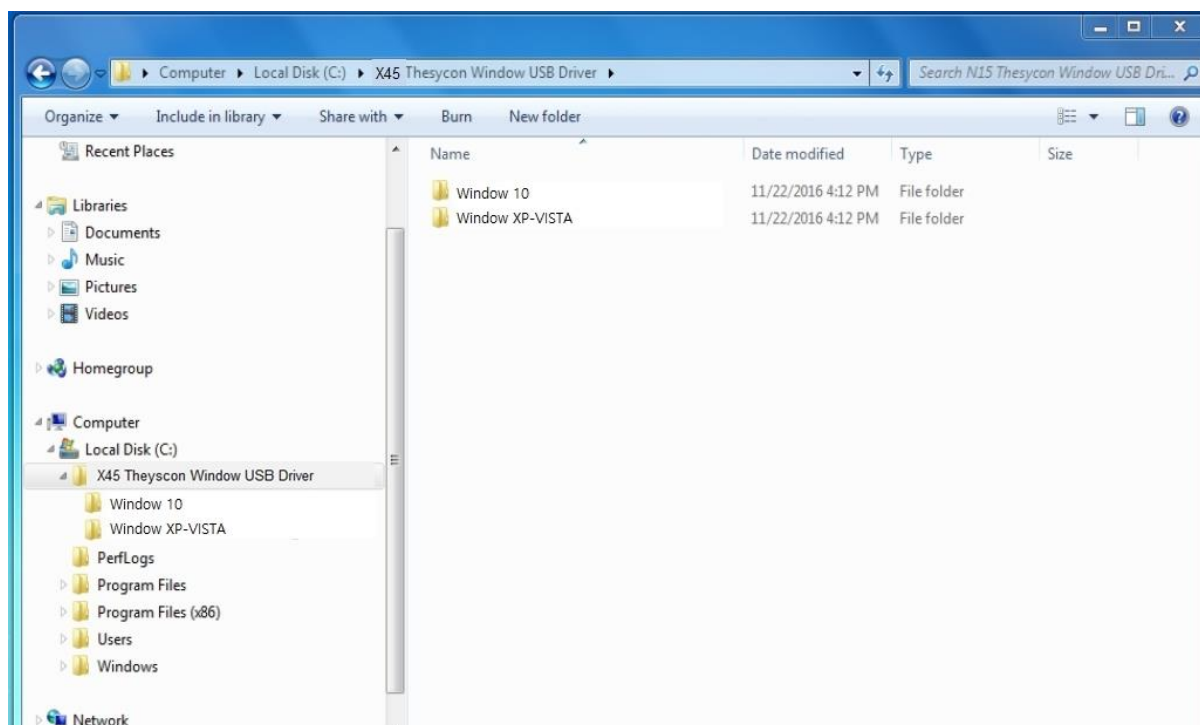 Computer Local Disk (C:) X45 Thesycon Window USB Driver Search N15 Thesycon Window USB Dri...
Organize Include in library Share with Burn New folder
Recent Places
Libraries
Documents
Music
Pictures
Videos
Homegroup
Computer
Local Disk (C:)
X45 Theyscon Window USB Driver
Window 10
Window XP-VISTA
PerfLogs
Program Files
Program Files (x86)
Users
Windows
Network
Name Date modified Type Size
Window 10 11/22/2016 4:12 PM File folder
Window XP-VISTA 11/22/2016 4:12 PM File folder